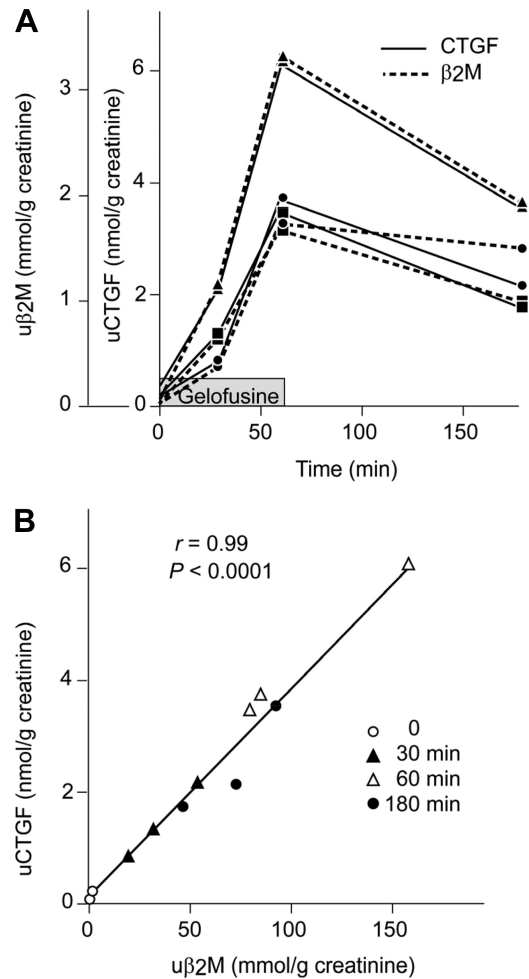 A
uβ2M (mmol/g creatinine)
3
2
1
0
uCTGF (nmol/g creatinine)
6
4
2
0
CTGF
β2M
Gelofusine
0
50
100
150
Time (min)
B
r = 0.99
P < 0.0001
uCTGF (nmol/g creatinine)
6
4
2
0
0
30 min
60 min
180 min
0
50
100
150
uβ2M (mmol/g creatinine)